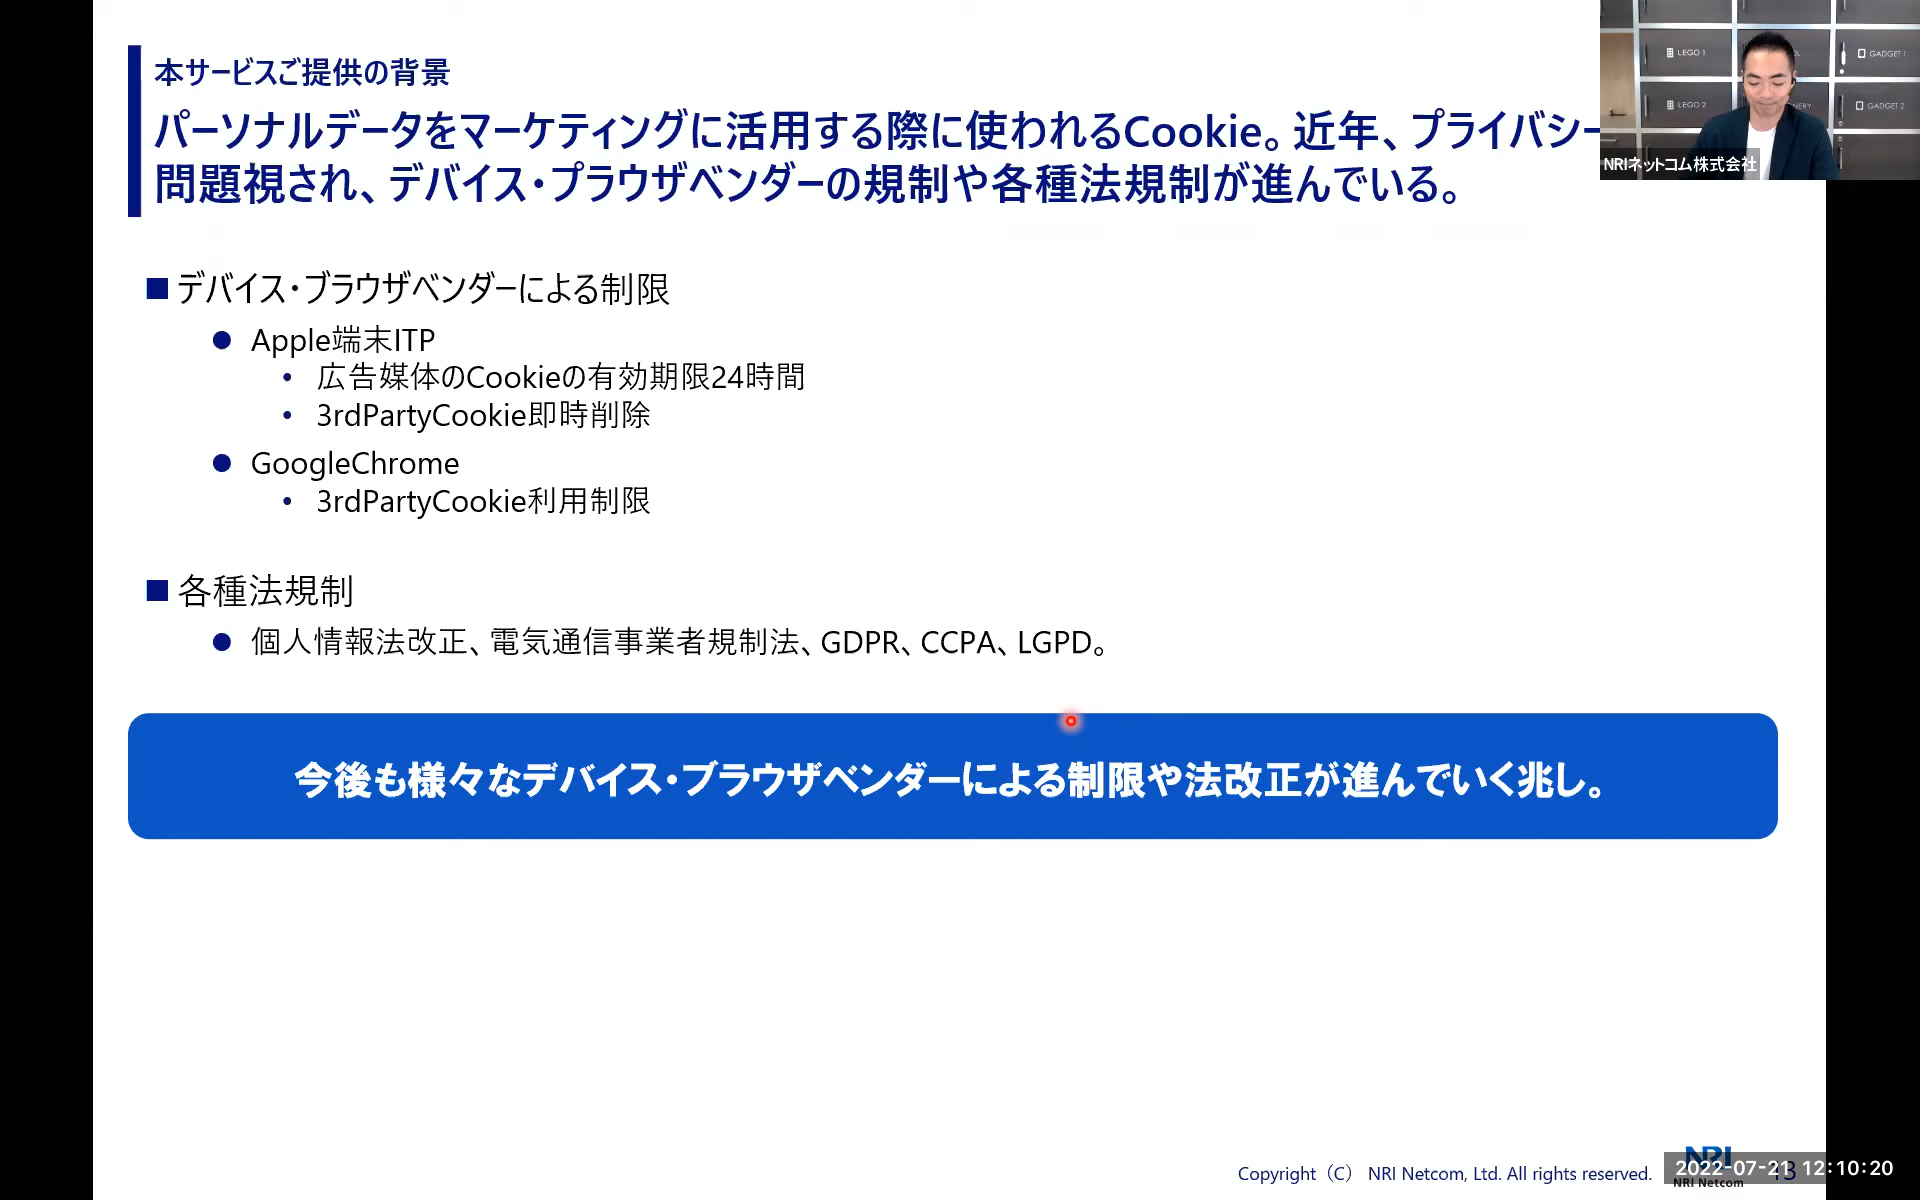 本サービスご提供の背景
パーソナルデータをマーケティングに活用する際に使われるCookie。近年、プライバシー
問題視され、デバイス・プラウザベンダーの規制や各種法規制が進んでいる。
■デバイス・ブラウザベンダーによる制限
● Apple端末ITP
• 広告媒体のCookieの有効期限24時間
• 3rdPartyCookie即時削除
● GoogleChrome
• 3rdPartyCookie利用制限
■各種法規制
● 個人情報法改正、電気通信事業者規制法、GDPR、CCPA、LGPD。
今後も様々なデバイス・ブラウザベンダーによる制限や法改正が進んでいく兆し。
LEGO 1
GADGET 1
LEGO 2
GADGET 2
NRIネットコム株式会社
Copyright（C） NRI Netcom, Ltd. All rights reserved.
NRI
NRI Netcom
13
2022-07-21 12:10:20